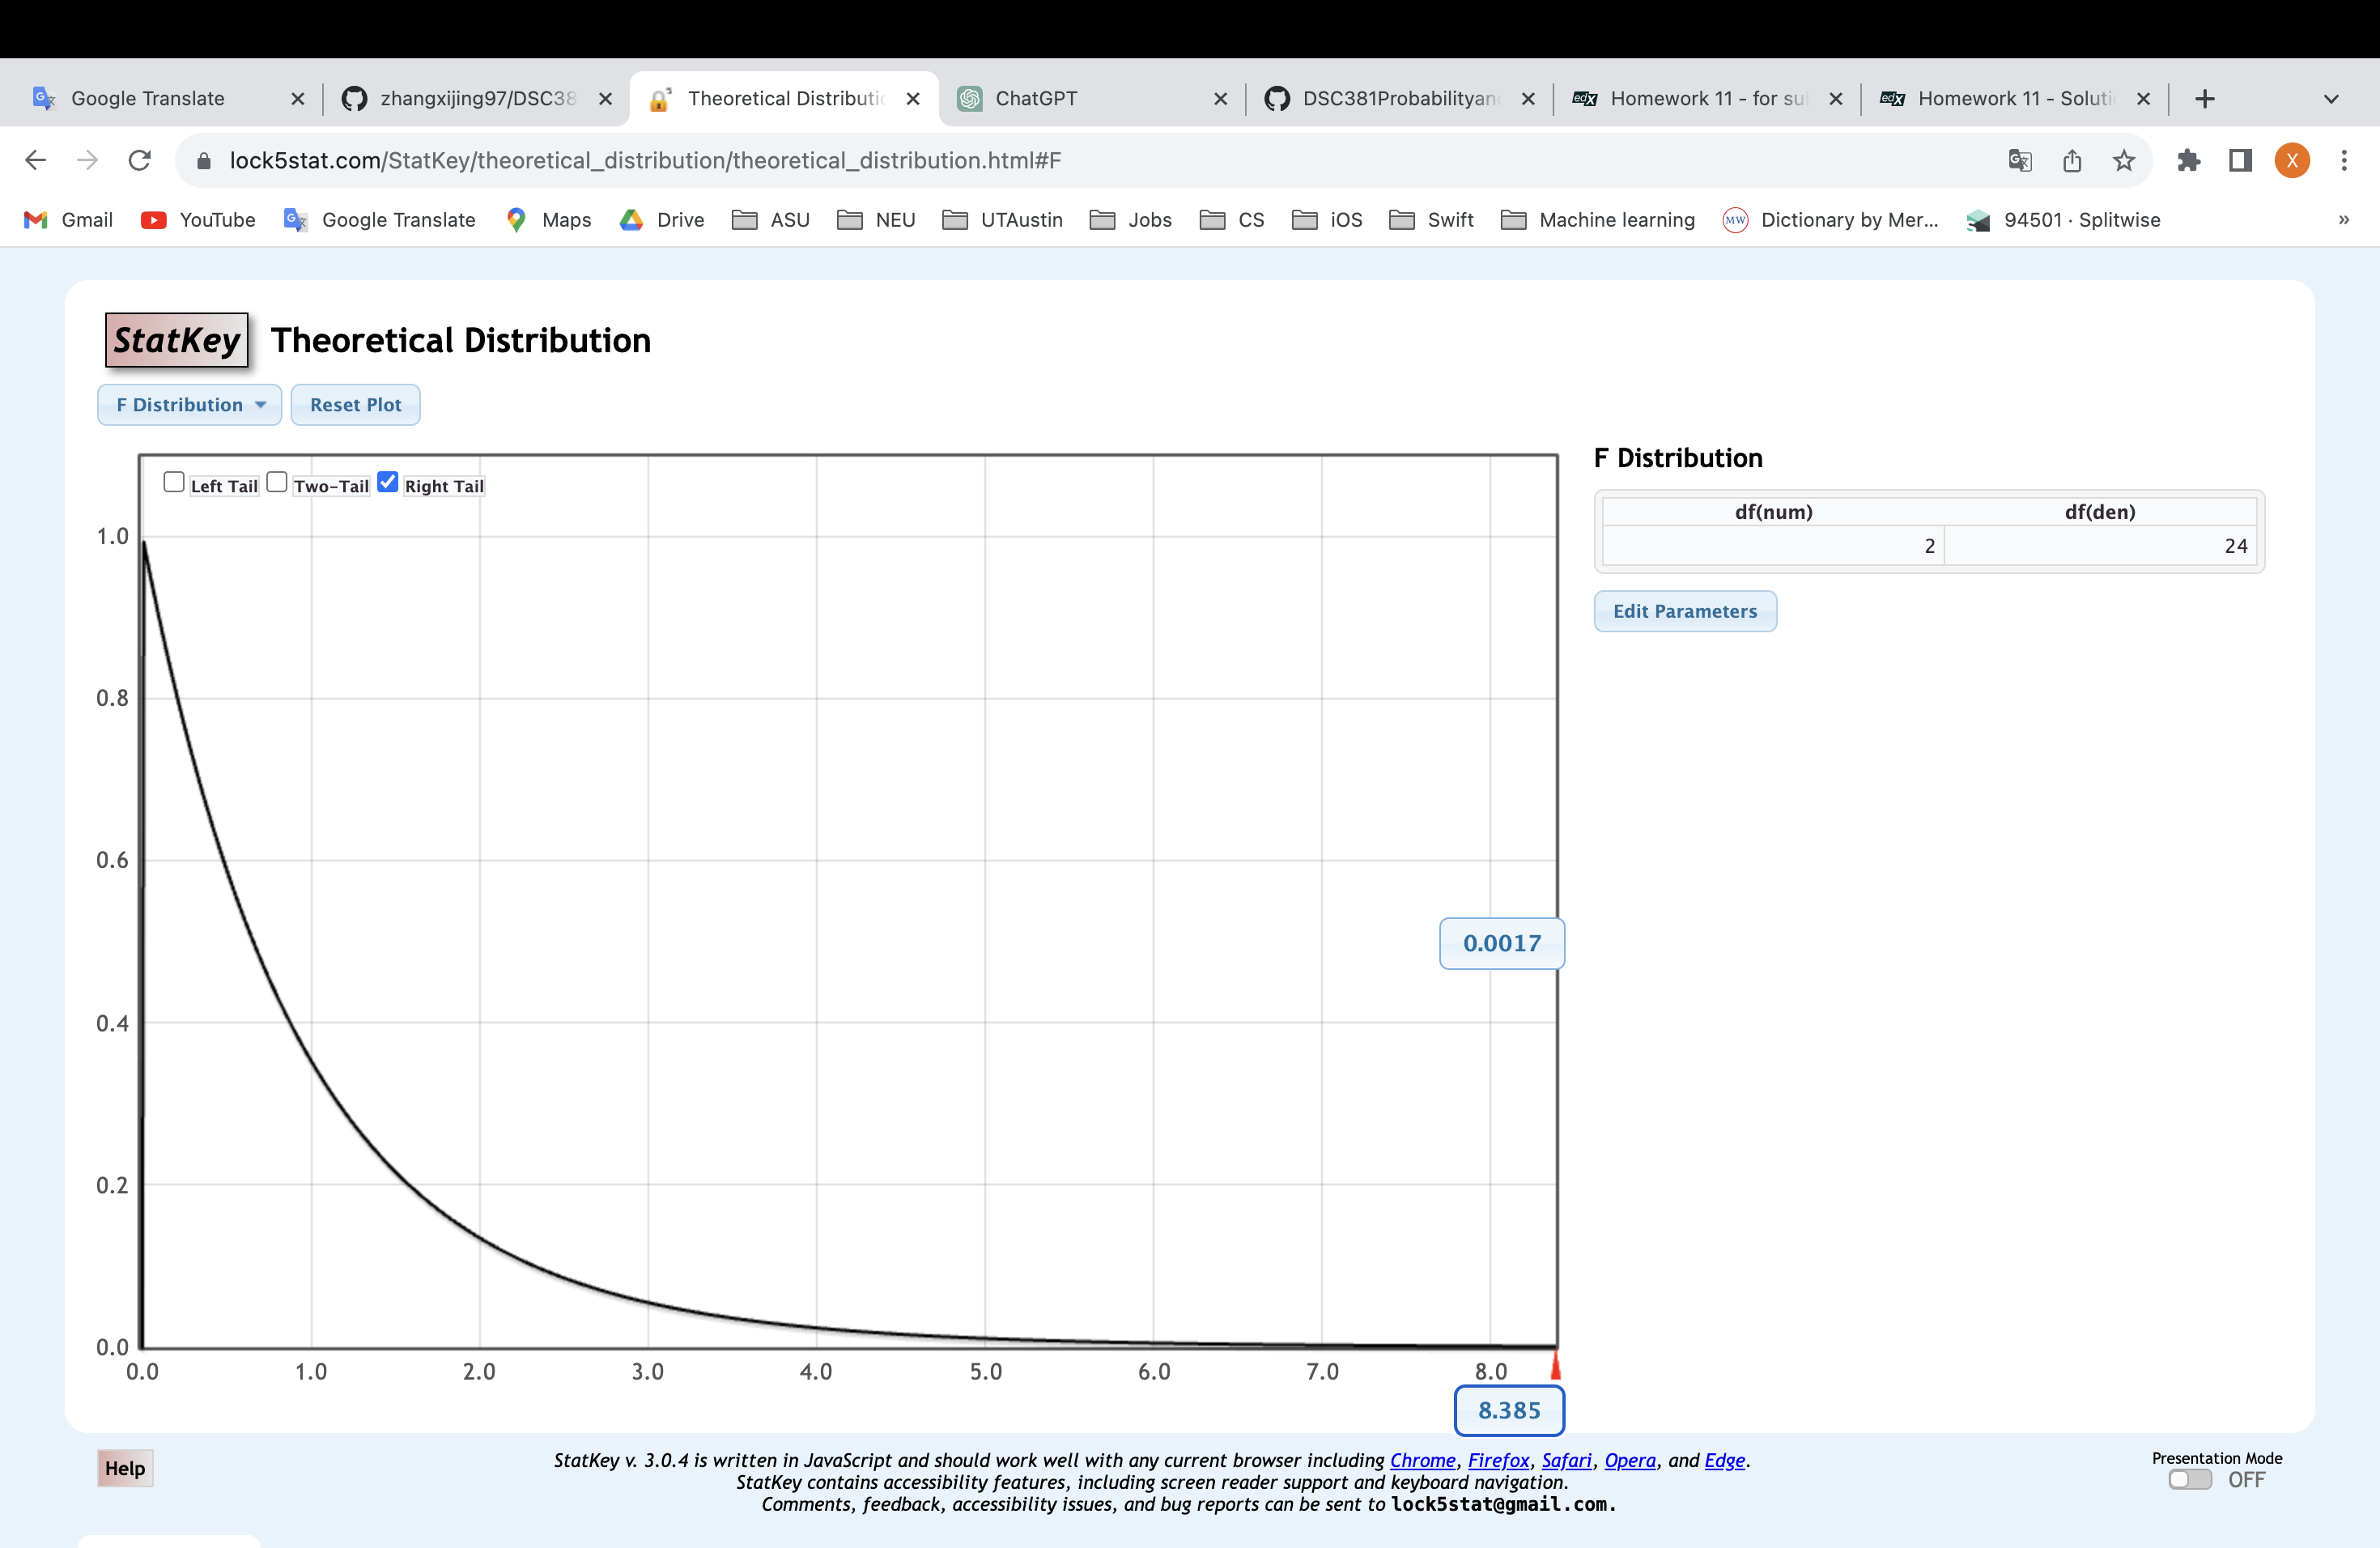 Google Translate
zhangxijing97/DSC38
Theoretical Distributi
ChatGPT
DSC381Probabilityan
Homework 11 - for su
Homework 11 - Soluti
lock5stat.com/StatKey/theoretical_distribution/theoretical_distribution.html#F
X
Gmail
YouTube
Google Translate
Maps
Drive
ASU
NEU
UTAustin
Jobs
CS
iOS
Swift
Machine learning
MW
Dictionary by Mer...
94501 · Splitwise
»
StatKey Theoretical Distribution
F Distribution
Reset Plot
Left Tail Two-Tail Right Tail
1.0
0.8
0.6
0.4
0.2
0.0
0.0 1.0 2.0 3.0 4.0 5.0 6.0 7.0 8.0
0.0017
8.385
F Distribution
df(num) df(den)
2 24
Edit Parameters
Help
StatKey v. 3.0.4 is written in JavaScript and should work well with any current browser including Chrome, Firefox, Safari, Opera, and Edge.
StatKey contains accessibility features, including screen reader support and keyboard navigation.
Comments, feedback, accessibility issues, and bug reports can be sent to lock5stat@gmail.com.
Presentation Mode
OFF